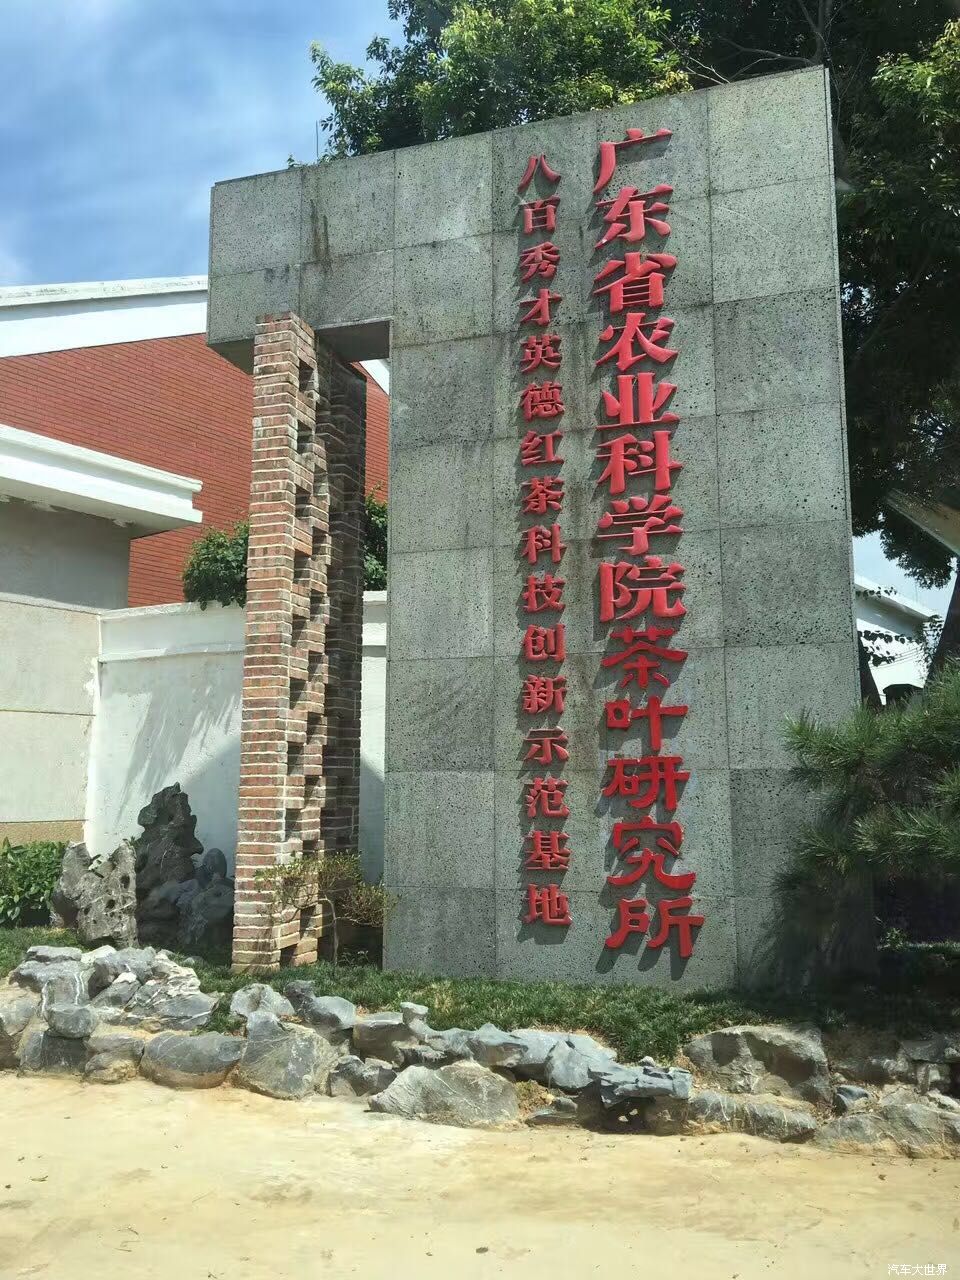 广东省农业科学院茶叶研究所
八百秀才英德红茶科技创新示范基地
汽车大世界